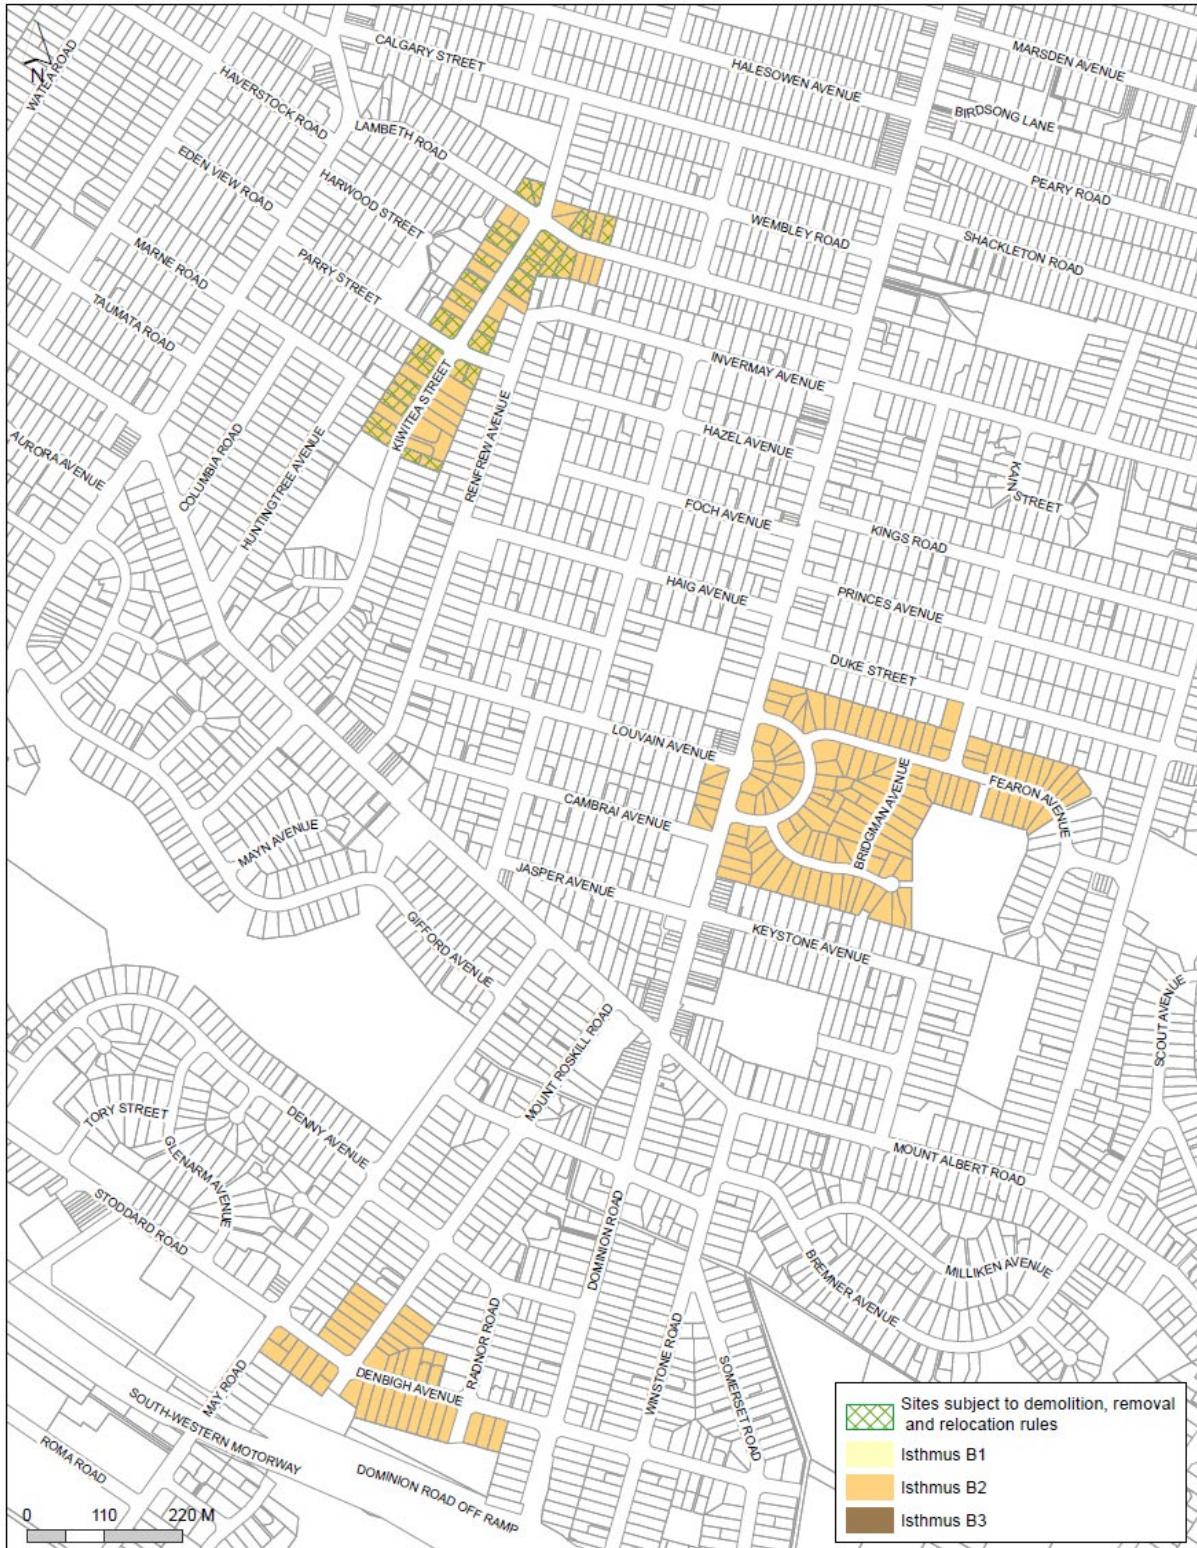 CALGARY STREET
MARSDEN AVENUE
HALESOWEN AVENUE
WATEA ROAD
N
HAVERSTOCK ROAD
BIRDSONG LANE
LAMBETH ROAD
EDEN VIEW ROAD
HARWOOD STREET
PEARY ROAD
WEMBLEY ROAD
SHACKLETON ROAD
MARNE ROAD
PARRY STREET
TAUMATA ROAD
INVERMAY AVENUE
KIWITEA STREET
RENFREW AVENUE
HAZEL AVENUE
AURORA AVENUE
COLUMBIA ROAD
HUNTINGTREE AVENUE
KAIN STREET
FOCH AVENUE
KINGS ROAD
HAIG AVENUE
PRINCES AVENUE
DUKE STREET
LOUVAIN AVENUE
FEARON AVENUE
BRIDGMAN AVENUE
CAMBRAI AVENUE
MAYN AVENUE
JASPER AVENUE
GIFFORD AVENUE
KEYSTONE AVENUE
SCOUT AVENUE
MOUNT ROSKILL ROAD
TORY STREET
DENNY AVENUE
GLENARM AVENUE
MOUNT ALBERT ROAD
STODDARD ROAD
DOMINION ROAD
BREMNER AVENUE
MILLIKEN AVENUE
RADNOR ROAD
WINSTONE ROAD
SOMERSET ROAD
DENBIGH AVENUE
MAY ROAD
SOUTH-WESTERN MOTORWAY
ROMA ROAD
DOMINION ROAD OFF RAMP
0 110 220 M
Sites subject to demolition, removal
and relocation rules
Isthmus B1
Isthmus B2
Isthmus B3